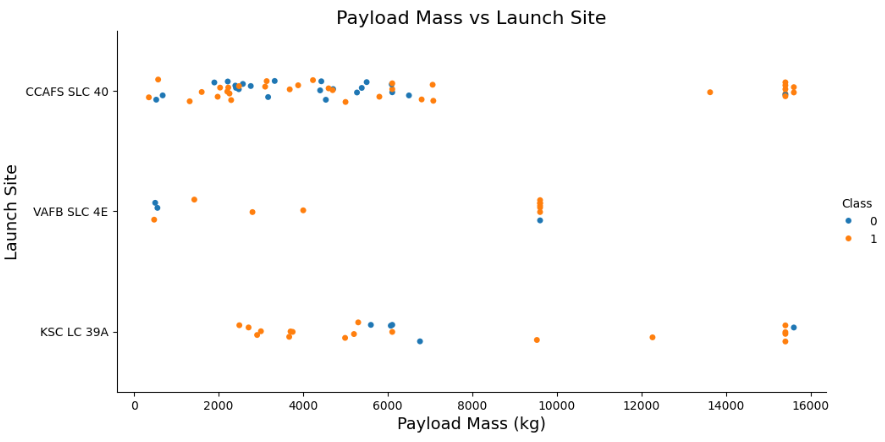 Payload Mass vs Launch Site
CCAFS SLC 40
VAFB SLC 4E
KSC LC 39A
Launch Site
0 2000 4000 6000 8000 10000 12000 14000 16000
Payload Mass (kg)
Class
0
1